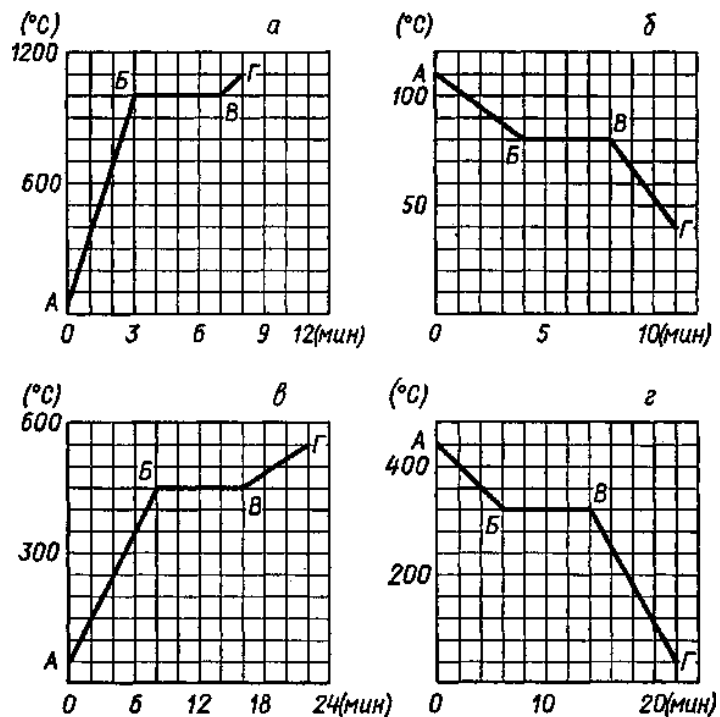 (°С) а
1200
600
Б
Г
В
А
0 3 6 9 12(мин)
(°С) б
А
100
50
В
Б
Г
0 5 10(мин)
(°С) в
600
300
Б
Г
В
А
0 6 12 18 24(мин)
(°С) г
А
400
200
В
Б
Г
0 10 20(мин)